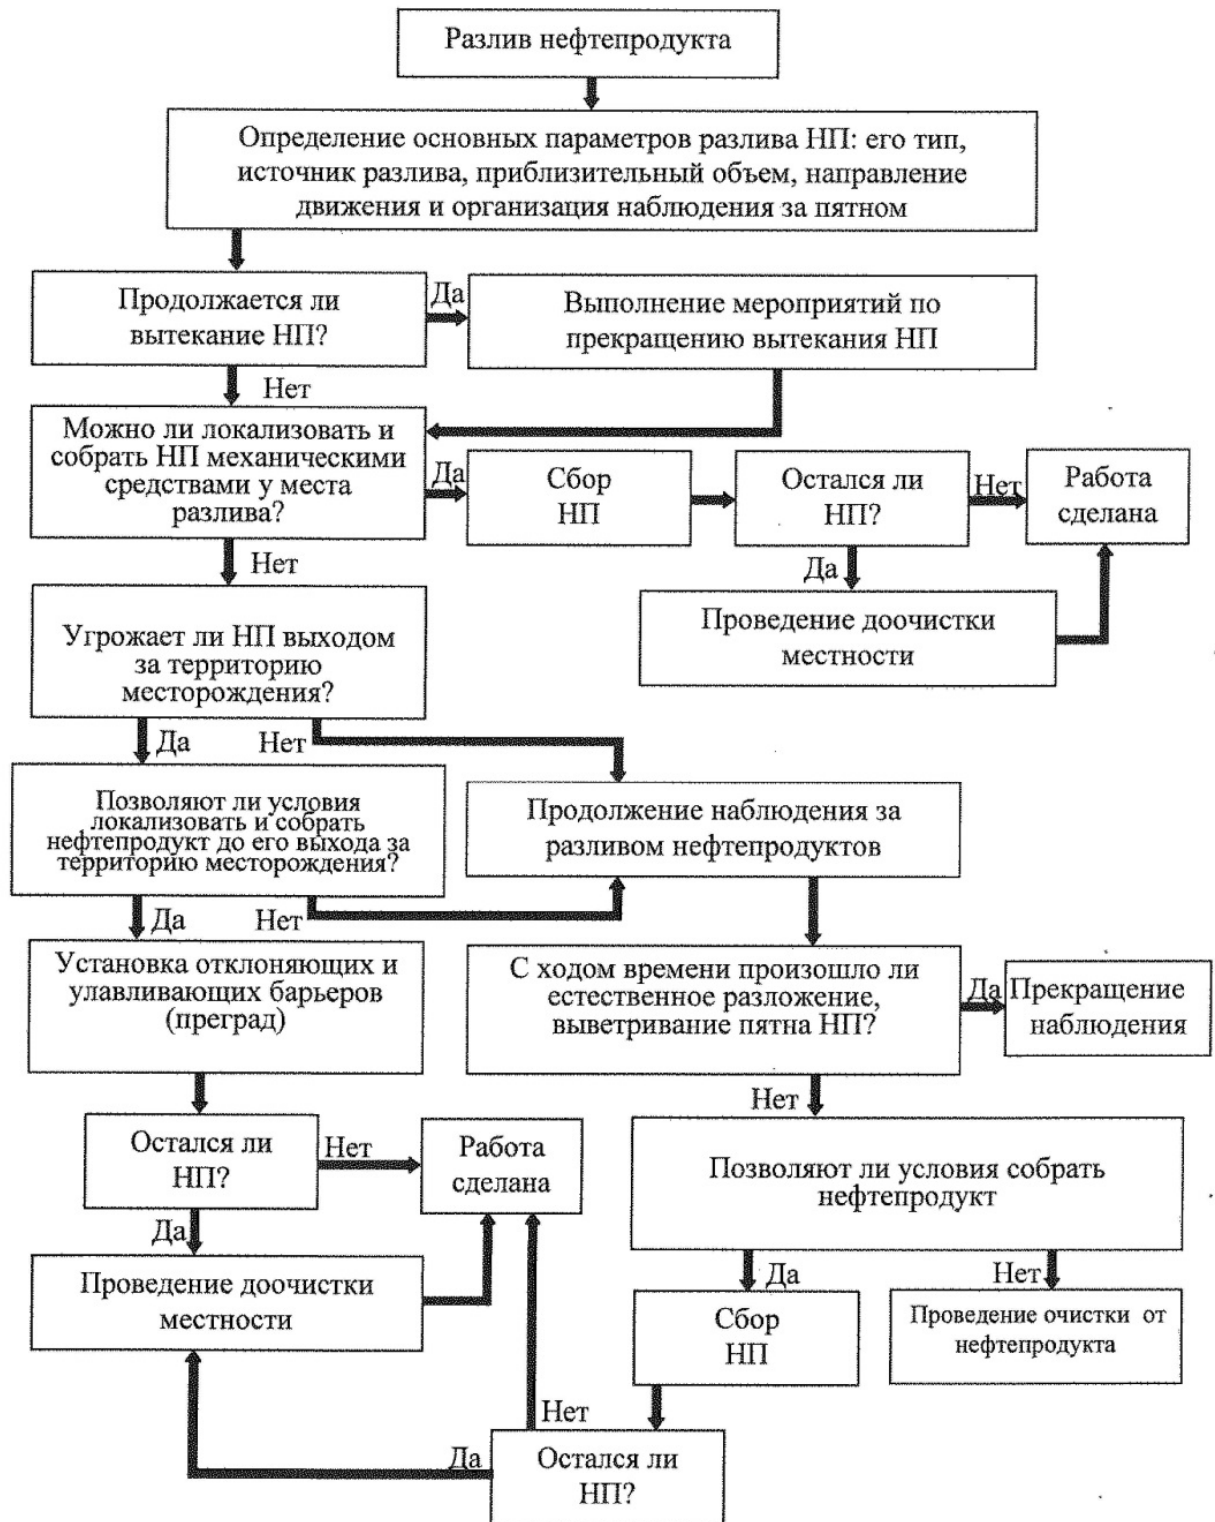 Разлив нефтепродукта
Определение основных параметров разлива НП: его тип,
источник разлива, приблизительный объем, направление
движения и организация наблюдения за пятном
Продолжается ли
вытекание НП?
Да
Выполнение мероприятий по
прекращению вытекания НП
Нет
Можно ли локализовать и
собрать НП механическими
средствами у места
разлива?
Да
Сбор
НП
Остался ли
НП?
Нет
Работа
сделана
Да
Проведение доочистки
местности
Нет
Угрожает ли НП выходом
за территорию
месторождения?
Да
Нет
Позволяют ли условия
локализовать и собрать
нефтепродукт до его выхода за
территорию месторождения?
Продолжение наблюдения за
разливом нефтепродуктов
Да
Нет
Установка отклоняющих и
улавливающих барьеров
(преград)
С ходом времени произошло ли
естественное разложение,
выветривание пятна НП?
Да
Прекращение
наблюдения
Нет
Остался ли
НП?
Нет
Работа
сделана
Позволяют ли условия собрать
нефтепродукт
Да
Проведение доочистки
местности
Да
Сбор
НП
Нет
Проведение очистки от
нефтепродукта
Нет
Да
Остался ли
НП?